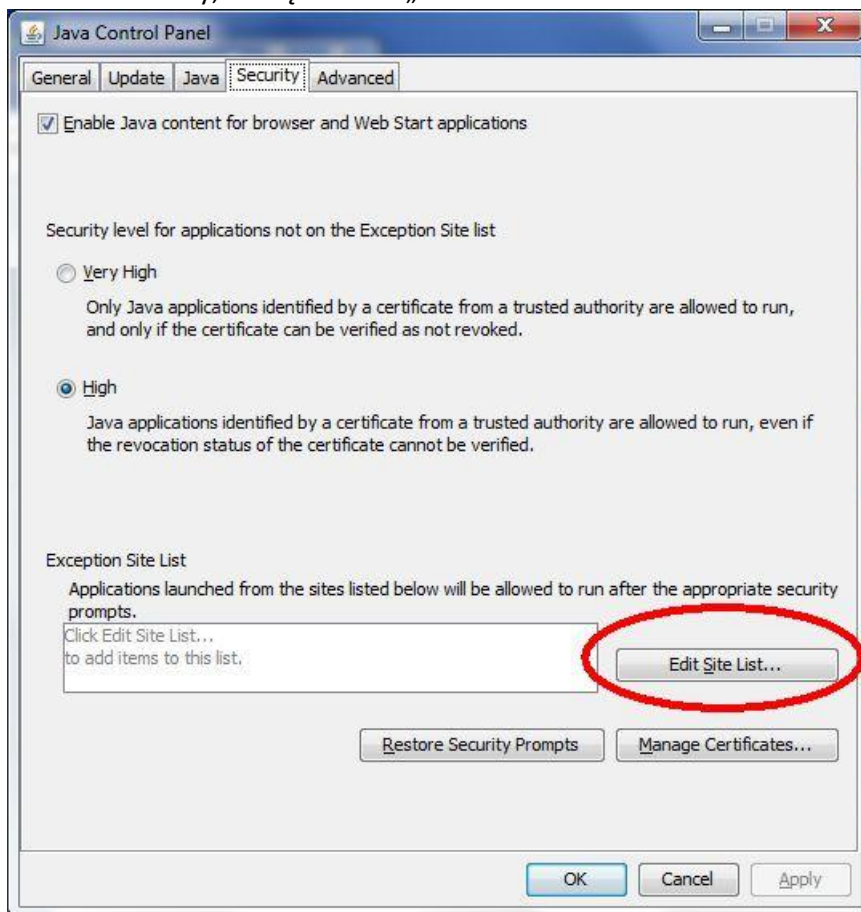 Java Control Panel
General Update Java Security Advanced
Enable Java content for browser and Web Start applications
Security level for applications not on the Exception Site list
Very High
Only Java applications identified by a certificate from a trusted authority are allowed to run,
and only if the certificate can be verified as not revoked.
High
Java applications identified by a certificate from a trusted authority are allowed to run, even if
the revocation status of the certificate cannot be verified.
Exception Site List
Applications launched from the sites listed below will be allowed to run after the appropriate security
prompts.
Click Edit Site List...
to add items to this list.
Edit Site List...
Restore Security Prompts Manage Certificates...
OK Cancel Apply